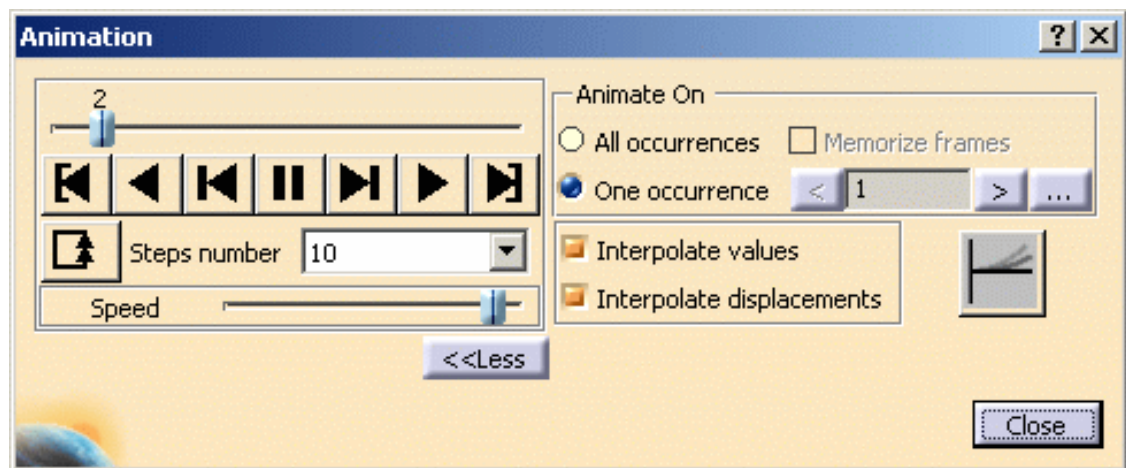 Animation
2
Steps number 10
Speed
<<Less
Animate On
All occurrences Memorize frames
One occurrence < 1 > ...
Interpolate values
Interpolate displacements
Close